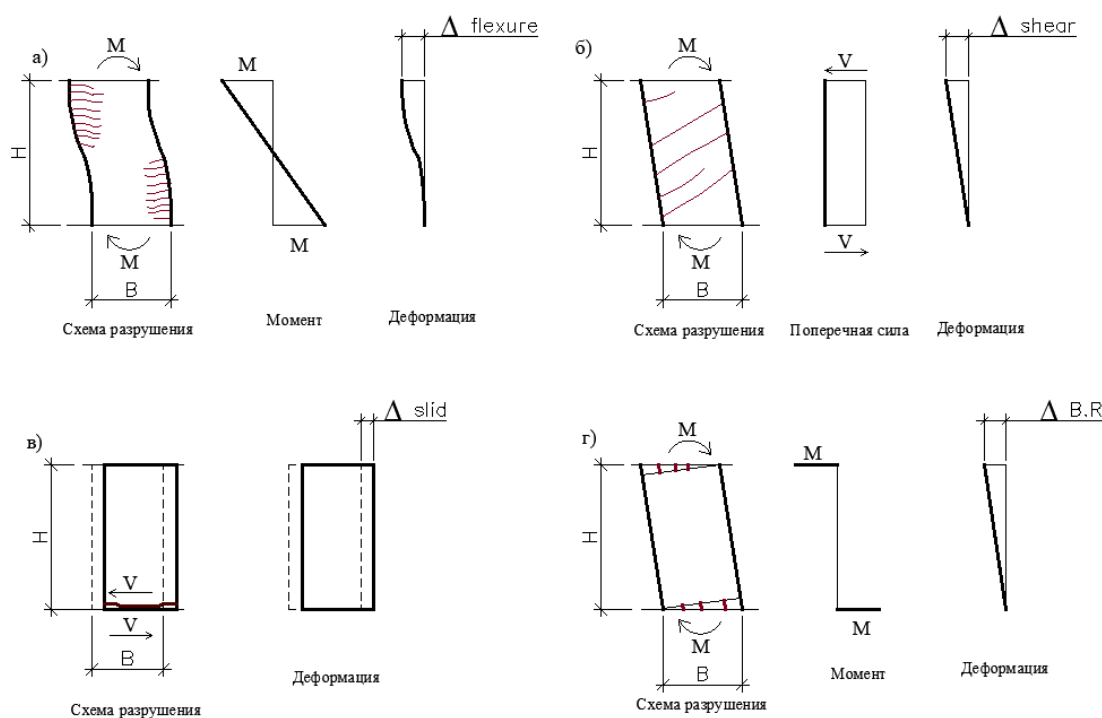 а)
Δ flexure
M
M
H
M
M
B
Схема разрушения
Момент
Деформация
б)
Δ shear
M
V
H
M
V
B
Схема разрушения
Поперечная сила
Деформация
в)
Δ slid
H
V
V
B
Схема разрушения
Деформация
г)
Δ B.R
M
M
H
M
M
B
Схема разрушения
Момент
Деформация